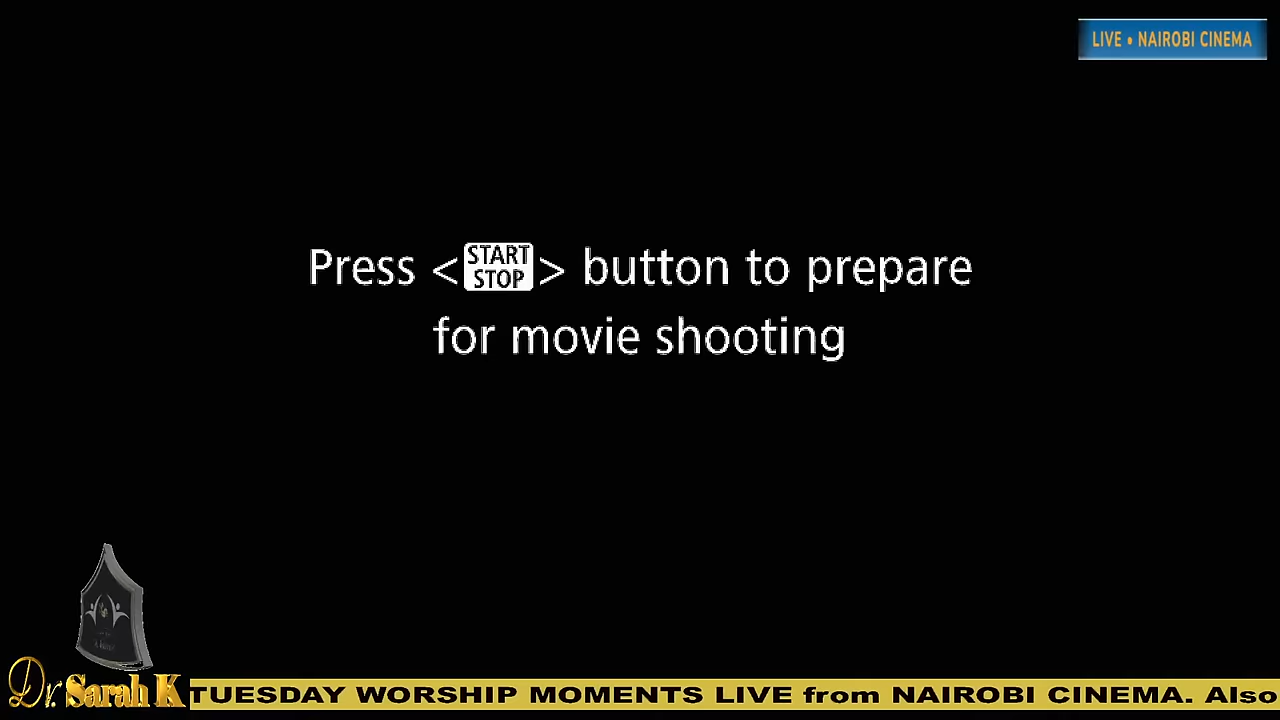 LIVE • NAIROBI CINEMA
Press <START STOP> button to prepare
for movie shooting
Dr. Sarah K
TUESDAY WORSHIP MOMENTS LIVE from NAIROBI CINEMA. Also